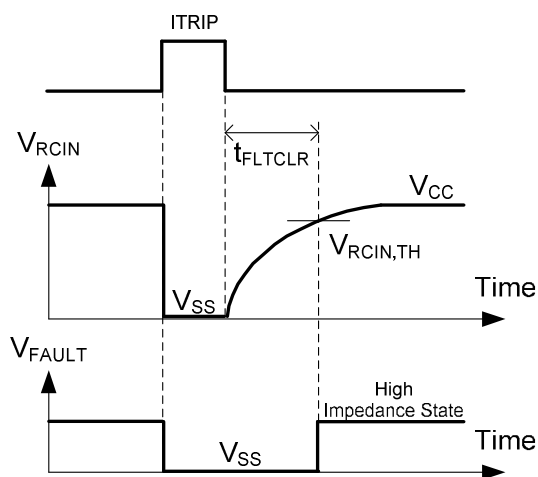 ITRIP
VRCIN
tFLTCLR
VCC
VRCIN,TH
VSS
Time
VFAULT
High
Impedance State
VSS
Time